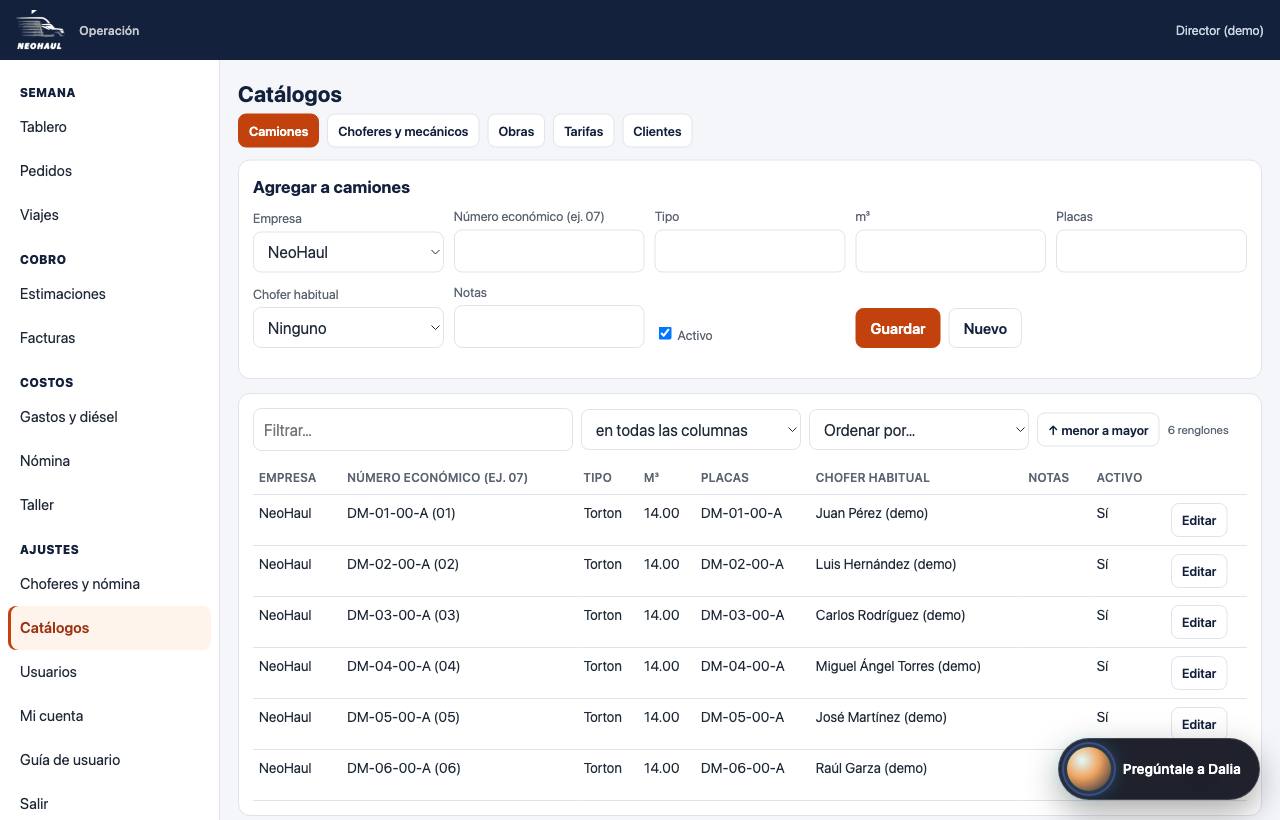 NEOHAUL Operación Director (demo)
SEMANA
Tablero
Pedidos
Viajes
COBRO
Estimaciones
Facturas
COSTOS
Gastos y diésel
Nómina
Taller
AJUSTES
Choferes y nómina
Catálogos
Usuarios
Mi cuenta
Guía de usuario
Salir
Catálogos
Camiones Choferes y mecánicos Obras Tarifas Clientes
Agregar a camiones
Empresa Número económico (ej. 07) Tipo m³ Placas
NeoHaul
Chofer habitual Notas
Ninguno Activo Guardar Nuevo
Filtrar... en todas las columnas Ordenar por... ↑ menor a mayor 6 renglones
EMPRESA NÚMERO ECONÓMICO (EJ. 07) TIPO M³ PLACAS CHOFER HABITUAL NOTAS ACTIVO
NeoHaul DM-01-00-A (01) Torton 14.00 DM-01-00-A Juan Pérez (demo) Sí Editar
NeoHaul DM-02-00-A (02) Torton 14.00 DM-02-00-A Luis Hernández (demo) Sí Editar
NeoHaul DM-03-00-A (03) Torton 14.00 DM-03-00-A Carlos Rodríguez (demo) Sí Editar
NeoHaul DM-04-00-A (04) Torton 14.00 DM-04-00-A Miguel Ángel Torres (demo) Sí Editar
NeoHaul DM-05-00-A (05) Torton 14.00 DM-05-00-A José Martínez (demo) Sí Editar
NeoHaul DM-06-00-A (06) Torton 14.00 DM-06-00-A Raúl Garza (demo)
Pregúntale a Dalia